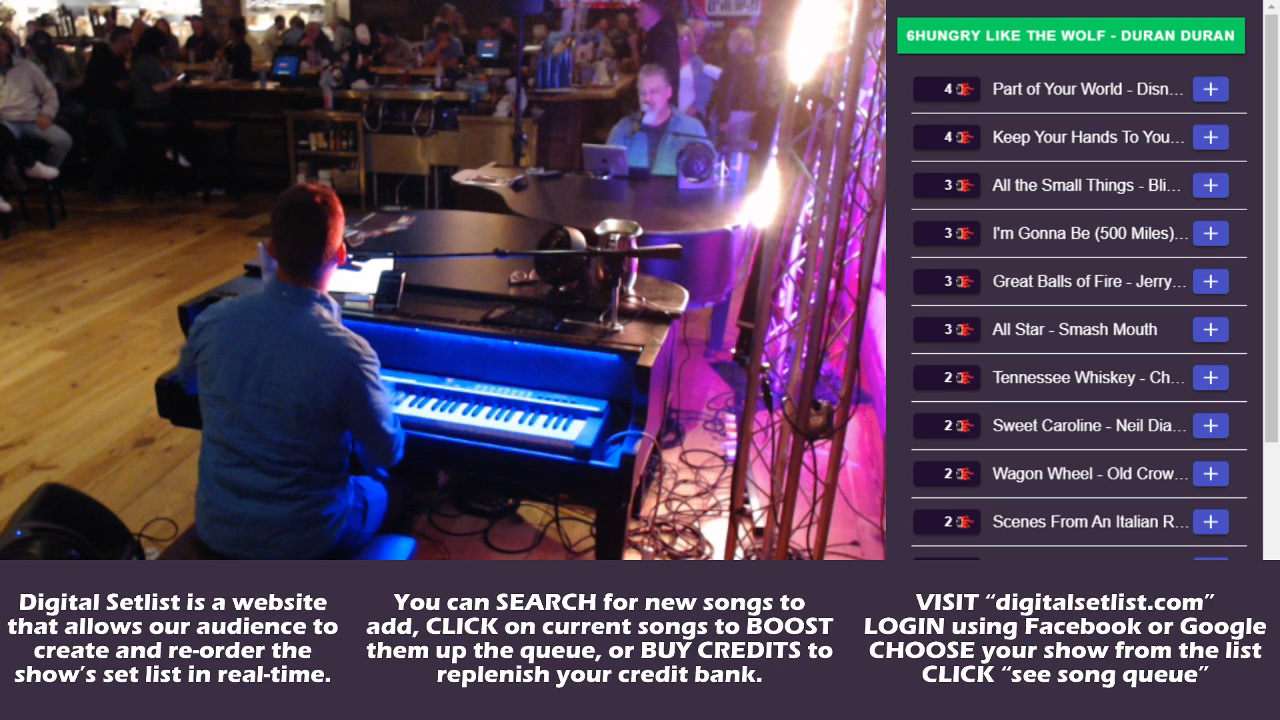 6HUNGRY LIKE THE WOLF - DURAN DURAN
4 Part of Your World - Disn...
4 Keep Your Hands To You...
3 All the Small Things - Bli...
3 I'm Gonna Be (500 Miles)...
3 Great Balls of Fire - Jerry...
3 All Star - Smash Mouth
2 Tennessee Whiskey - Ch...
2 Sweet Caroline - Neil Dia...
2 Wagon Wheel - Old Crow...
2 Scenes From An Italian R...
Digital Setlist is a website
that allows our audience to
create and re-order the
show's set list in real-time.
You can SEARCH for new songs to
add, CLICK on current songs to BOOST
them up the queue, or BUY CREDITS to
replenish your credit bank.
VISIT “digitalsetlist.com”
LOGIN using Facebook or Google
CHOOSE your show from the list
CLICK “see song queue”